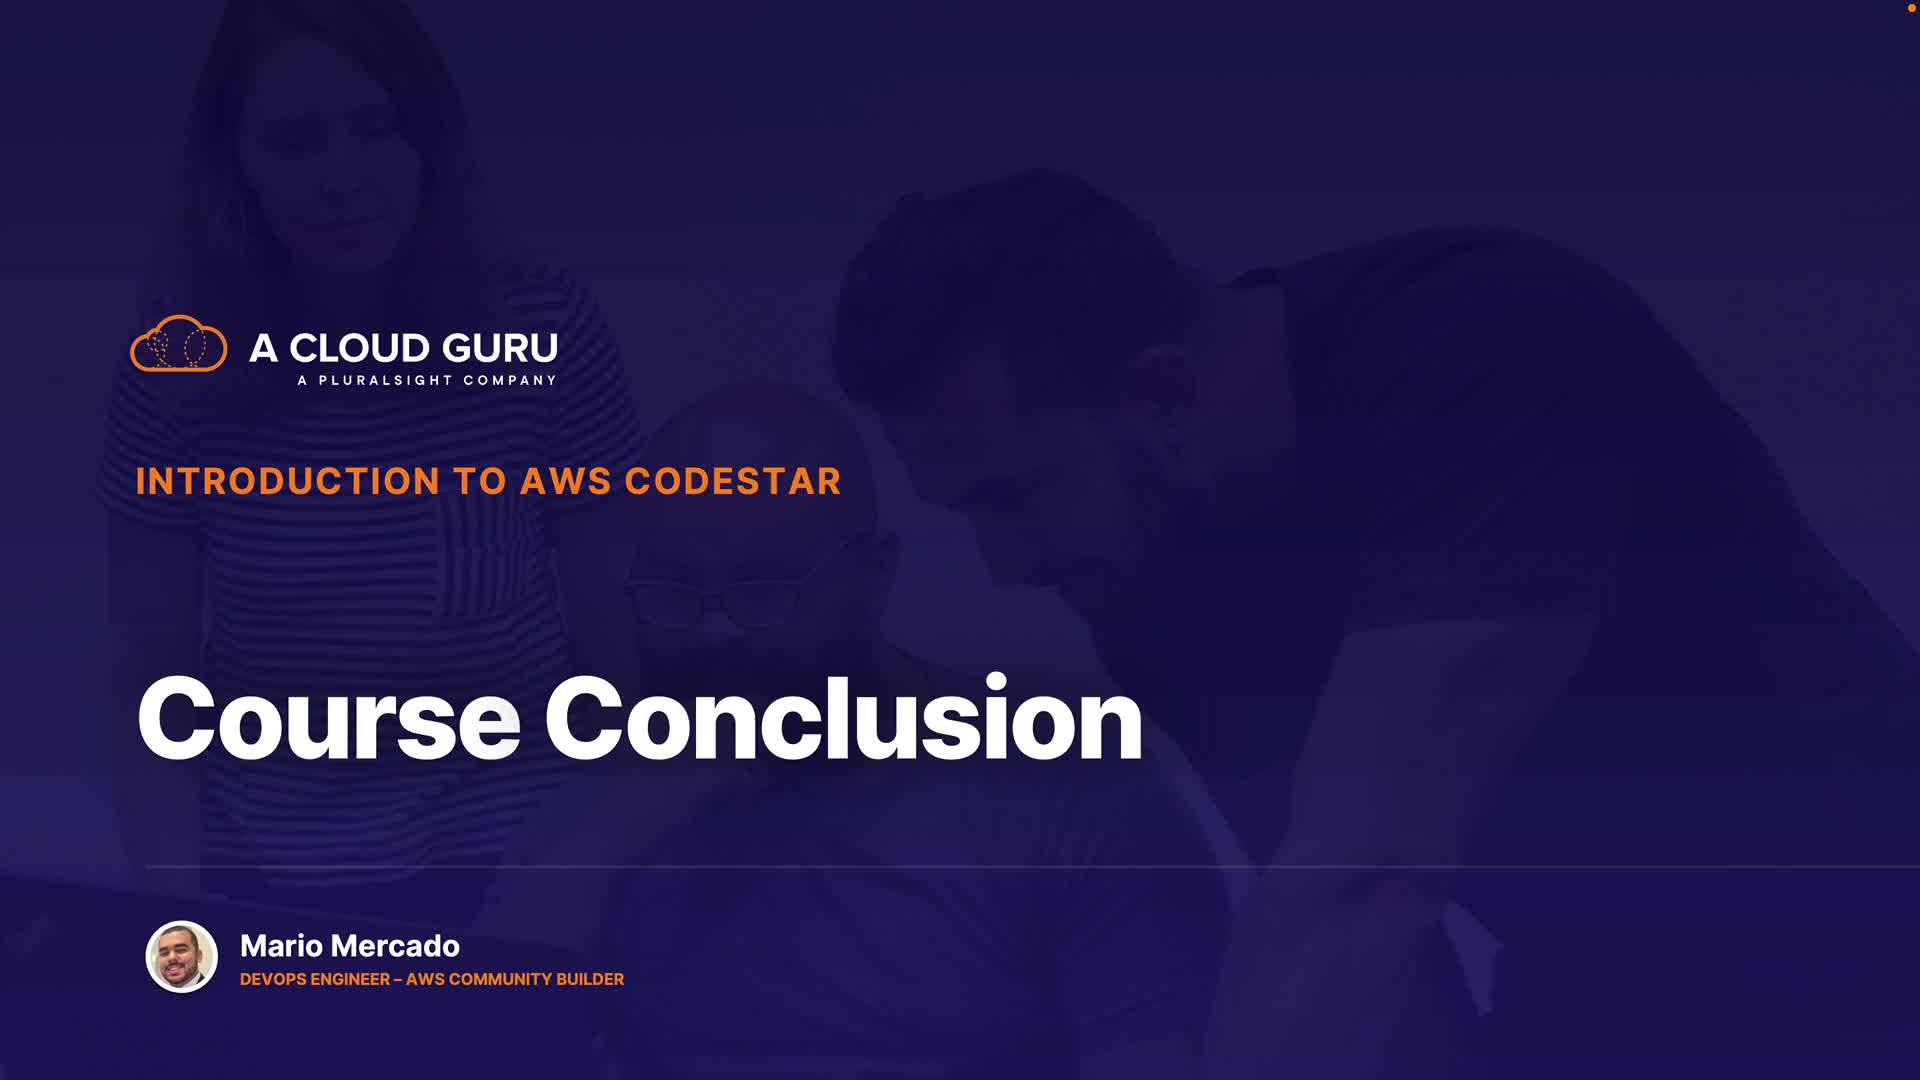 A CLOUD GURU
A PLURALSIGHT COMPANY
INTRODUCTION TO AWS CODESTAR
Course Conclusion
Mario Mercado
DEVOPS ENGINEER – AWS COMMUNITY BUILDER